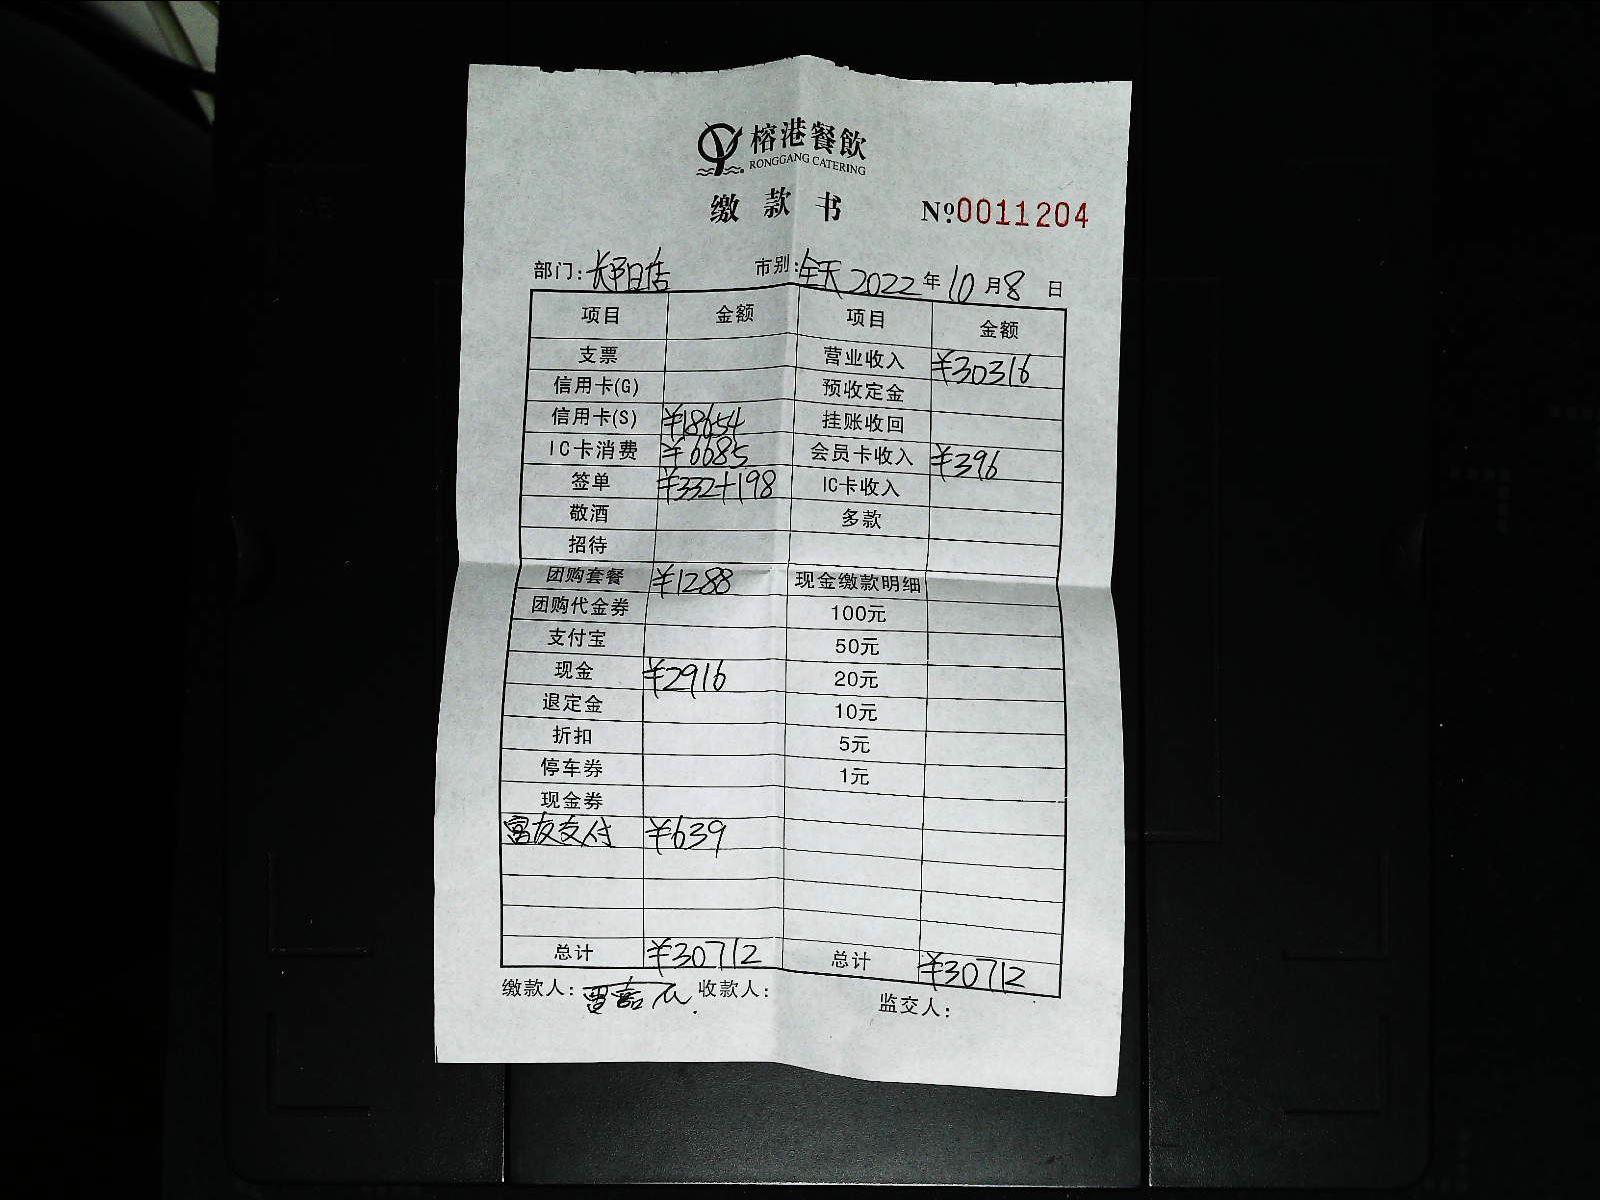 榕港餐飲
RONGGANG CATERING
缴款书 №0011204
部门: 长阳店 市别: 全天 2022年10月8日
项目 金额 项目 金额
支票 营业收入 ¥30316
信用卡(G) 预收定金
信用卡(S) ¥18654 挂账收回
IC卡消费 ¥6685 会员卡收入 ¥396
签单 ¥332+198 IC卡收入
敬酒 多款
招待
团购套餐 ¥1288 现金缴款明细
团购代金券 100元
支付宝 50元
现金 ¥2916 20元
退定金 10元
折扣 5元
停车券 1元
现金券
富友支付 ¥639
总计 ¥30712 总计 ¥30712
缴款人: 收款人: 监交人: